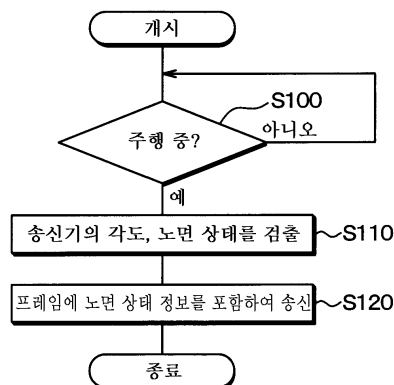 개시
S100
주행 중?
아니오
예
송신기의 각도, 노면 상태를 검출
S110
프레임에 노면 상태 정보를 포함하여 송신
S120
종료